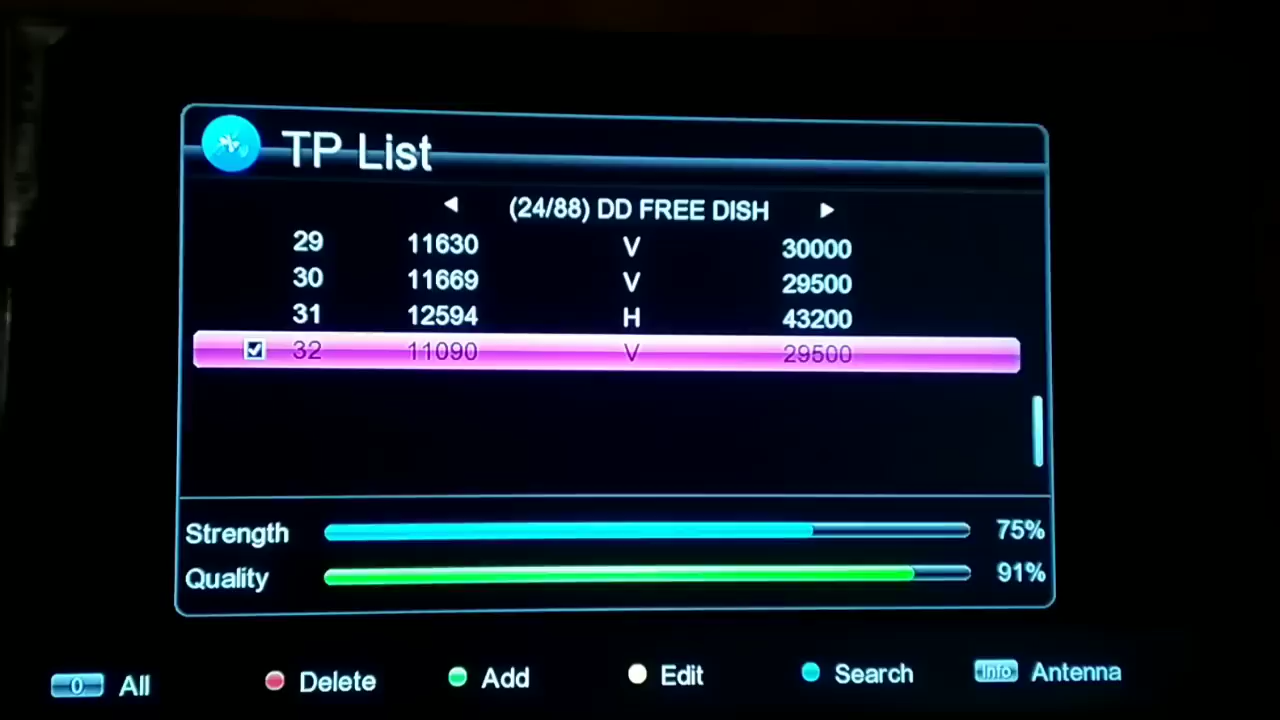 TP List
(24/88) DD FREE DISH
29 11630 V 30000
30 11669 V 29500
31 12594 H 43200
32 11090 V 29500
Strength 75%
Quality 91%
0 All Delete Add Edit Search Info Antenna